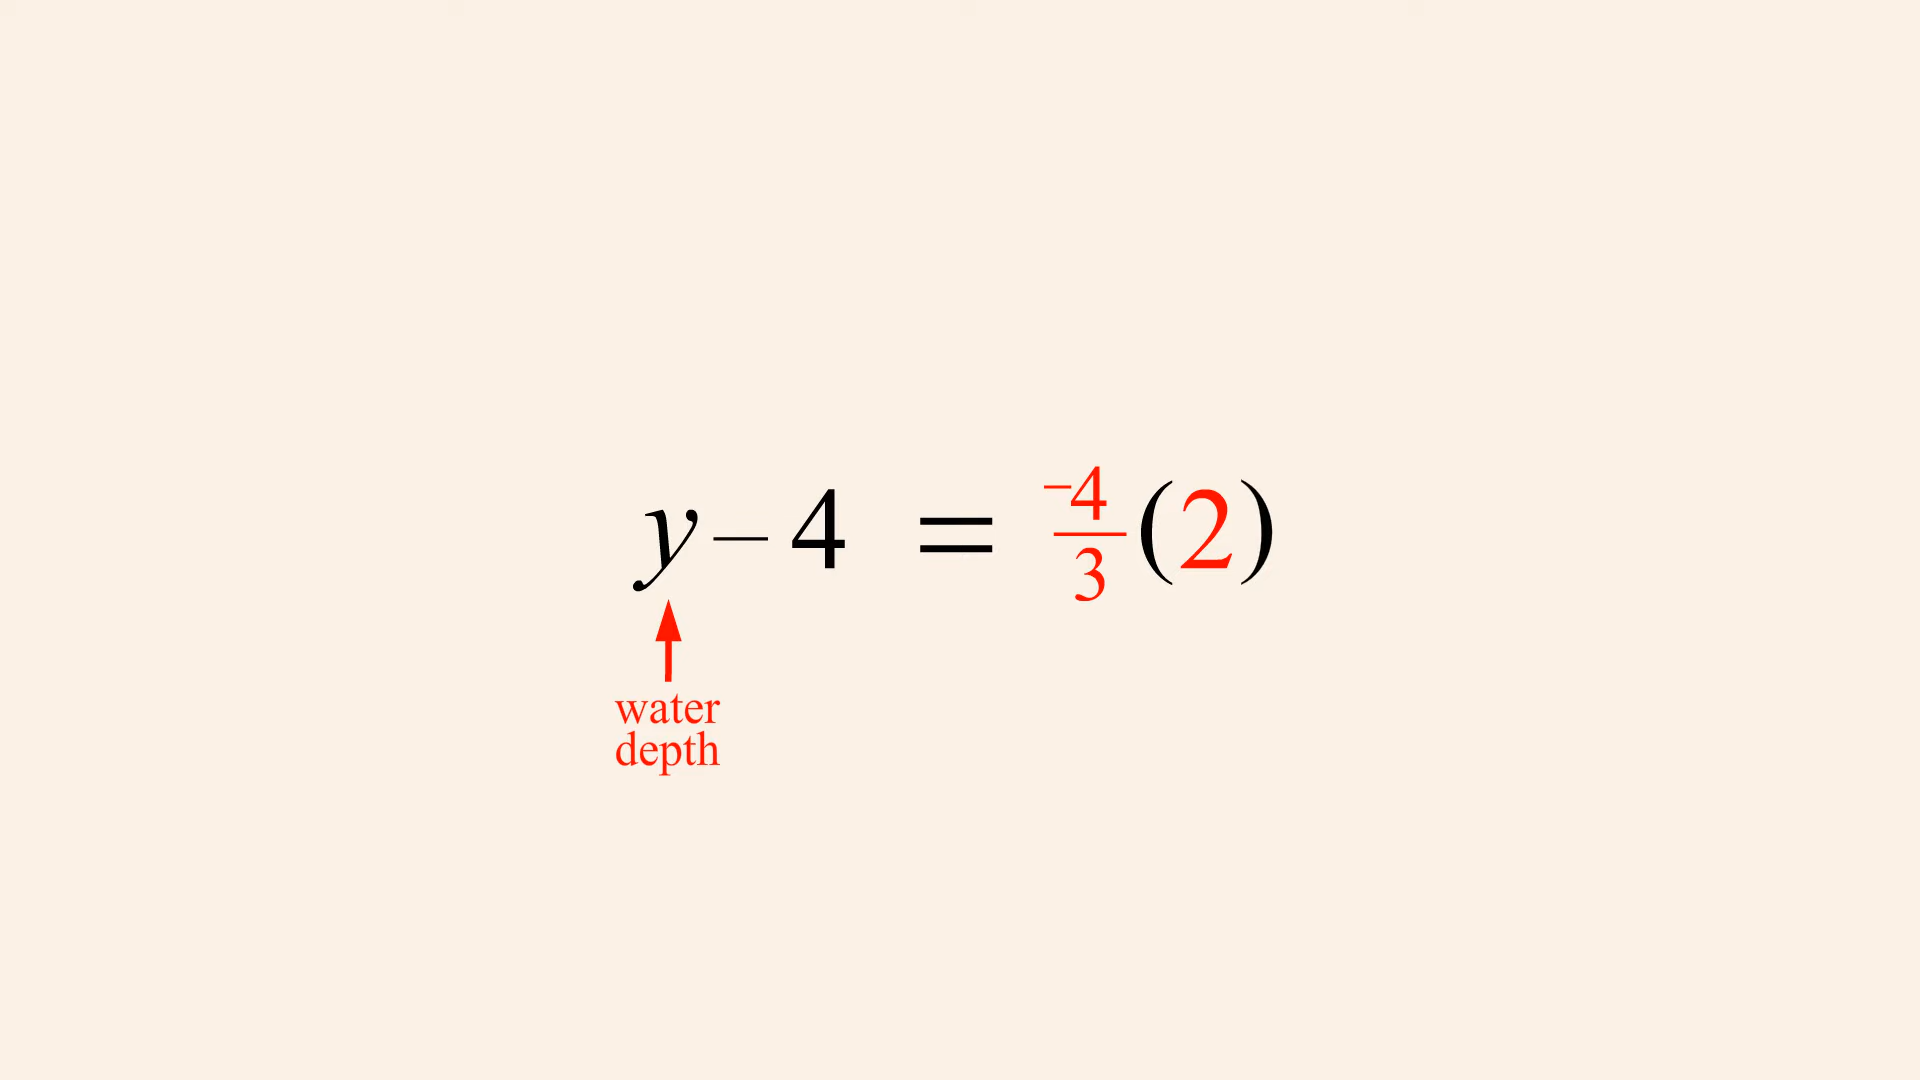 y – 4 = ⁻4/3 (2)
water
depth